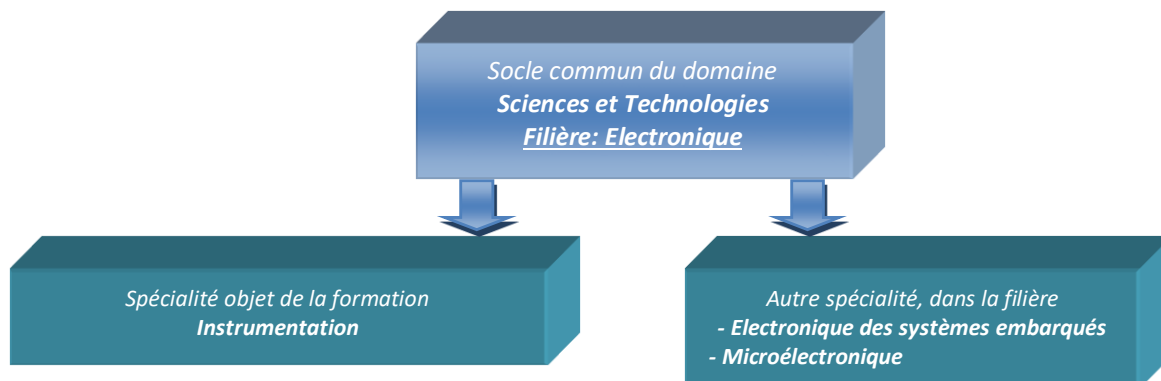 Socle commun du domaine
Sciences et Technologies
Filière: Electronique
Spécialité objet de la formation
Instrumentation
Autre spécialité, dans la filière
- Electronique des systèmes embarqués
- Microélectronique